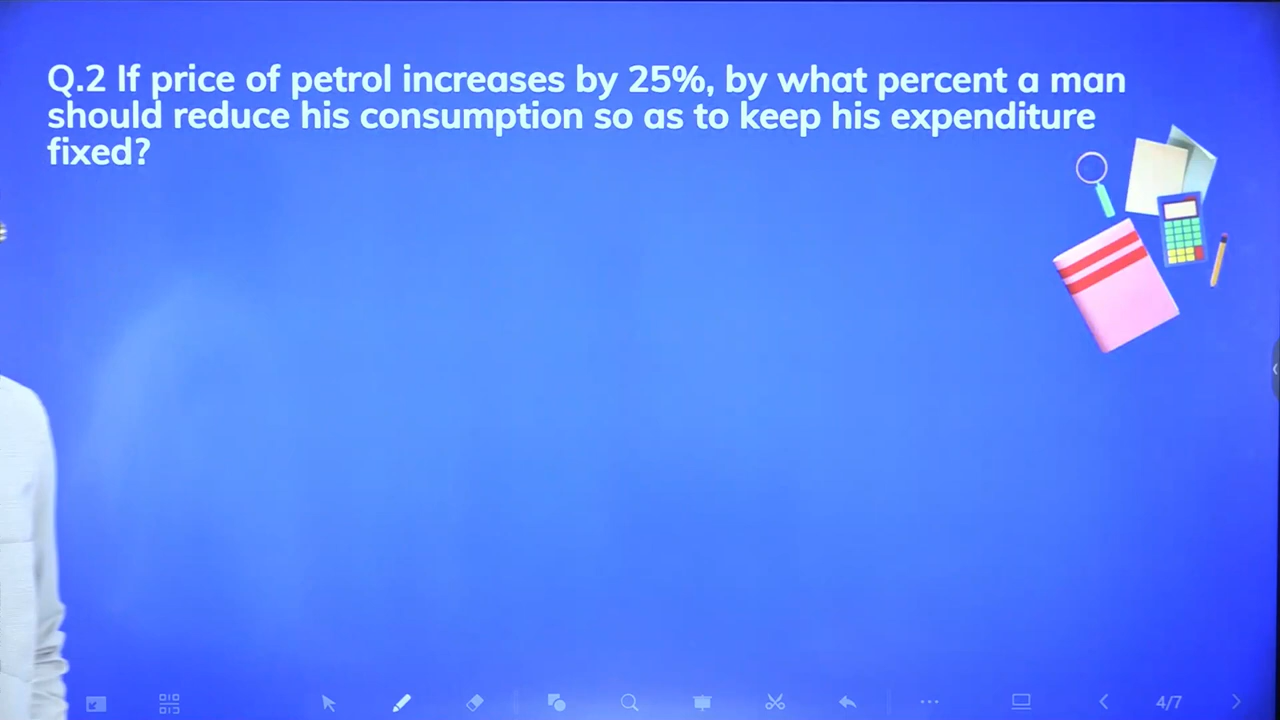 Q.2 If price of petrol increases by 25%, by what percent a man
should reduce his consumption so as to keep his expenditure
fixed?
4/7